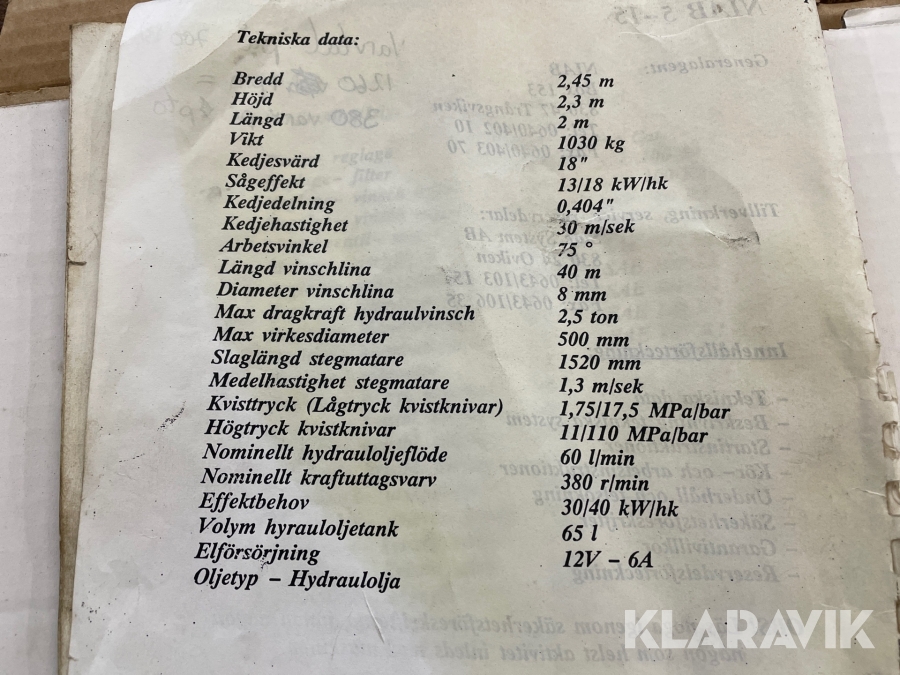 Tekniska data:
Bredd 2,45 m
Höjd 2,3 m
Längd 2 m
Vikt 1030 kg
Kedjesvärd 18"
Sågeffekt 13/18 kW/hk
Kedjedelning 0,404"
Kedjehastighet 30 m/sek
Arbetsvinkel 75 °
Längd vinschlina 40 m
Diameter vinschlina 8 mm
Max dragkraft hydraulvinsch 2,5 ton
Max virkesdiameter 500 mm
Slaglängd stegmatare 1520 mm
Medelhastighet stegmatare 1,3 m/sek
Kvisttryck (Lågtryck kvistknivar) 1,75/17,5 MPa/bar
Högtryck kvistknivar 11/110 MPa/bar
Nominellt hydrauloljeflöde 60 l/min
Nominellt kraftuttagsvarv 380 r/min
Effektbehov 30/40 kW/hk
Volym hyrauloljetank 65 l
Elförsörjning 12V – 6A
Oljetyp – Hydraulolja
KLARAVIK